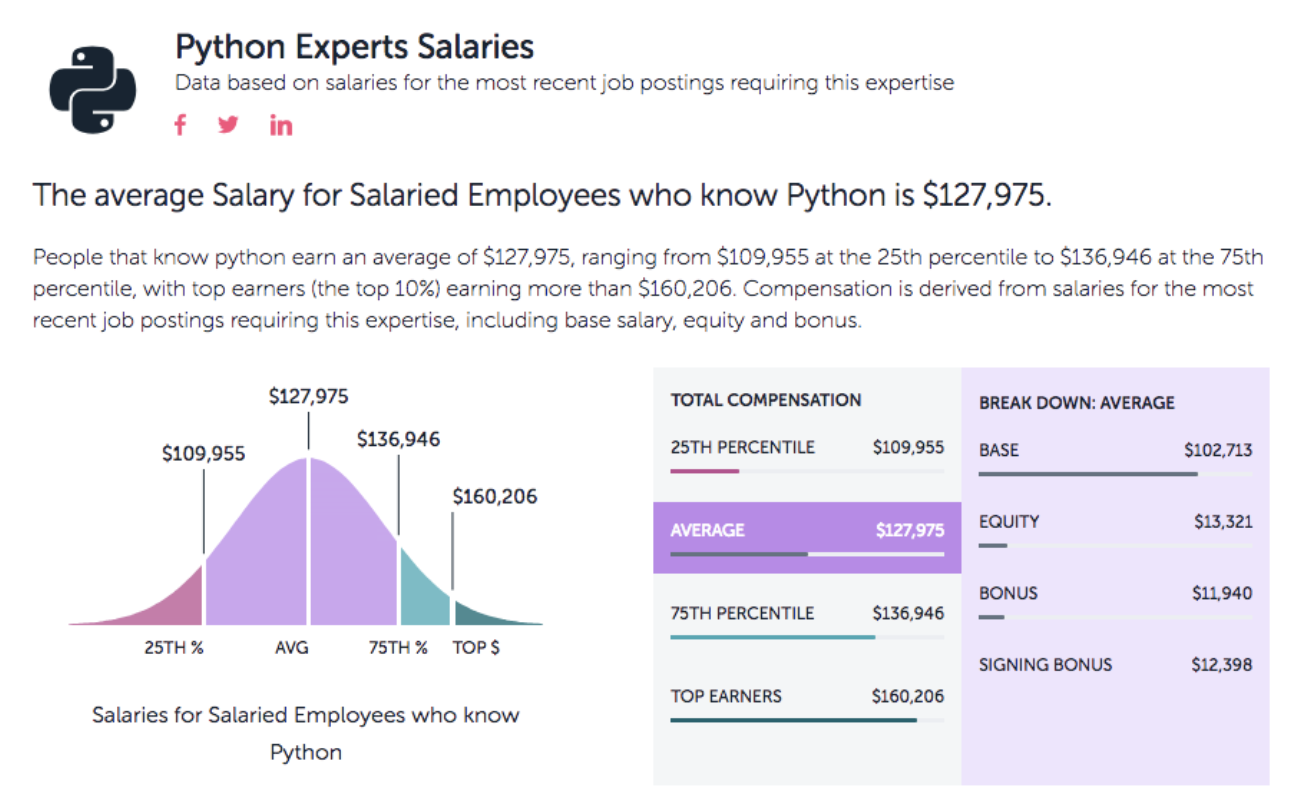 Python Experts Salaries
Data based on salaries for the most recent job postings requiring this expertise
The average Salary for Salaried Employees who know Python is $127,975.
People that know python earn an average of $127,975, ranging from $109,955 at the 25th percentile to $136,946 at the 75th
percentile, with top earners (the top 10%) earning more than $160,206. Compensation is derived from salaries for the most
recent job postings requiring this expertise, including base salary, equity and bonus.
$127,975
$136,946
$109,955
$160,206
25TH %
AVG
75TH %
TOP $
Salaries for Salaried Employees who know
Python
TOTAL COMPENSATION
25TH PERCENTILE $109,955
AVERAGE $127,975
75TH PERCENTILE $136,946
TOP EARNERS $160,206
BREAK DOWN: AVERAGE
BASE $102,713
EQUITY $13,321
BONUS $11,940
SIGNING BONUS $12,398